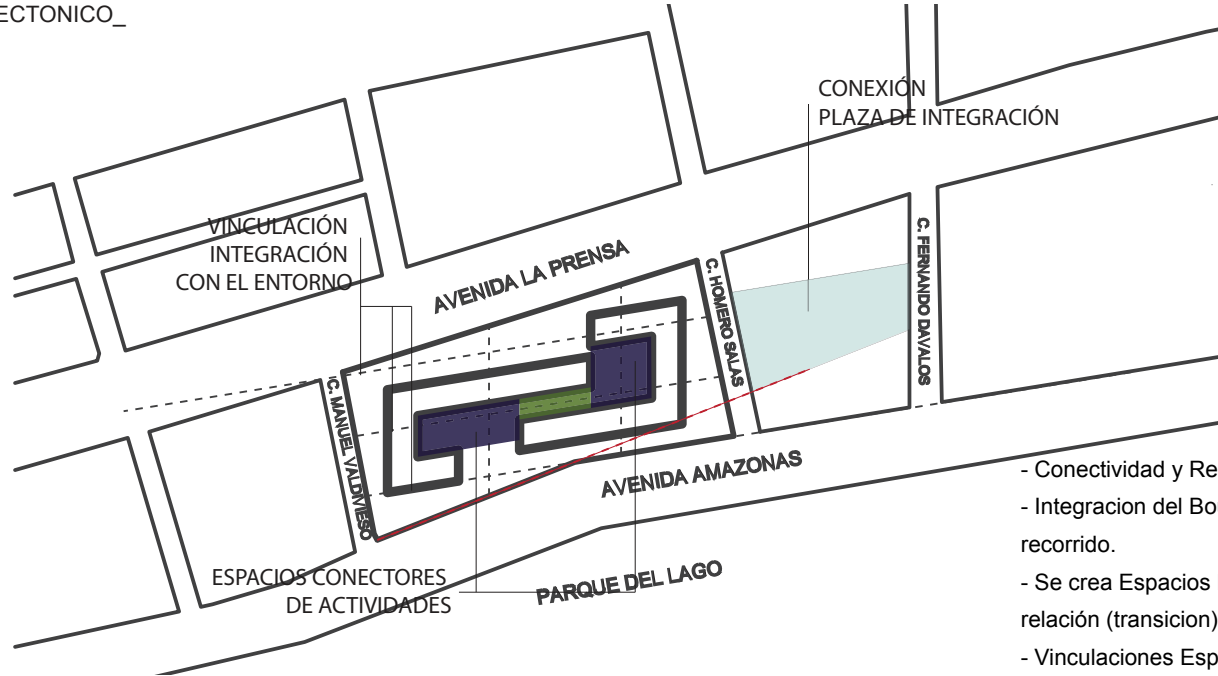 ECTONICO_
CONEXIÓN
PLAZA DE INTEGRACIÓN
VINCULACIÓN
INTEGRACIÓN
CON EL ENTORNO
AVENIDA LA PRENSA
C. HOMERO SALAS
C. FERNANDO DAVALOS
C. MANUEL VALDIVIESO
AVENIDA AMAZONAS
ESPACIOS CONECTORES
DE ACTIVIDADES
PARQUE DEL LAGO
- Conectividad y Re
- Integracion del Bo
recorrido.
- Se crea Espacios
relación (transicion)
- Vinculaciones Esp